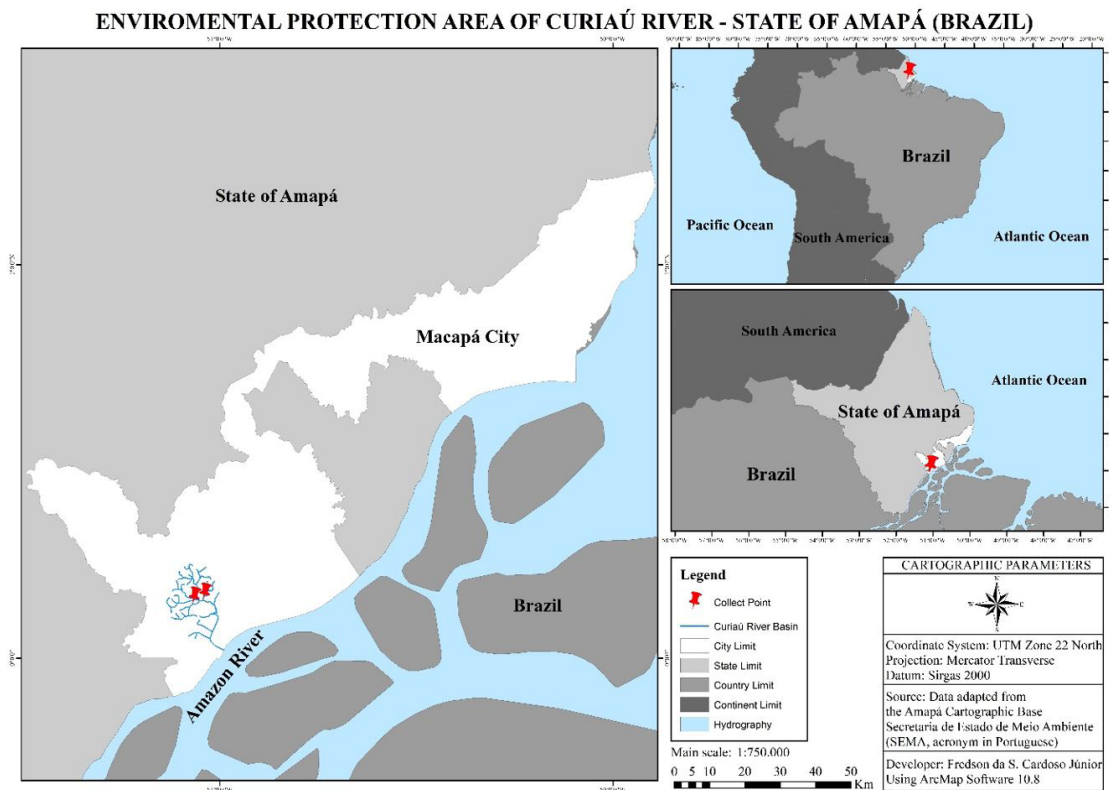 ENVIROMENTAL PROTECTION AREA OF CURIAÚ RIVER - STATE OF AMAPÁ (BRAZIL)
State of Amapá
Macapá City
Brazil
Amazon River
Brazil
Pacific Ocean
South America
Atlantic Ocean
South America
Atlantic Ocean
State of Amapá
Brazil
Legend
Collect Point
Curiaú River Basin
City Limit
State Limit
Country Limit
Continent Limit
Hydrography
Main scale: 1:750.000
0 5 10 20 30 40 50
Km
CARTOGRAPHIC PARAMETERS
N
W
E
S
Coordinate System: UTM Zone 22 North
Projection: Mercator Transverse
Datum: Sirgas 2000
Source: Data adapted from
the Amapá Cartographic Base
Secretaria de Estado de Meio Ambiente
(SEMA, acronym in Portuguese)
Developer: Fredson da S. Cardoso Júnior
Using ArcMap Software 10.8